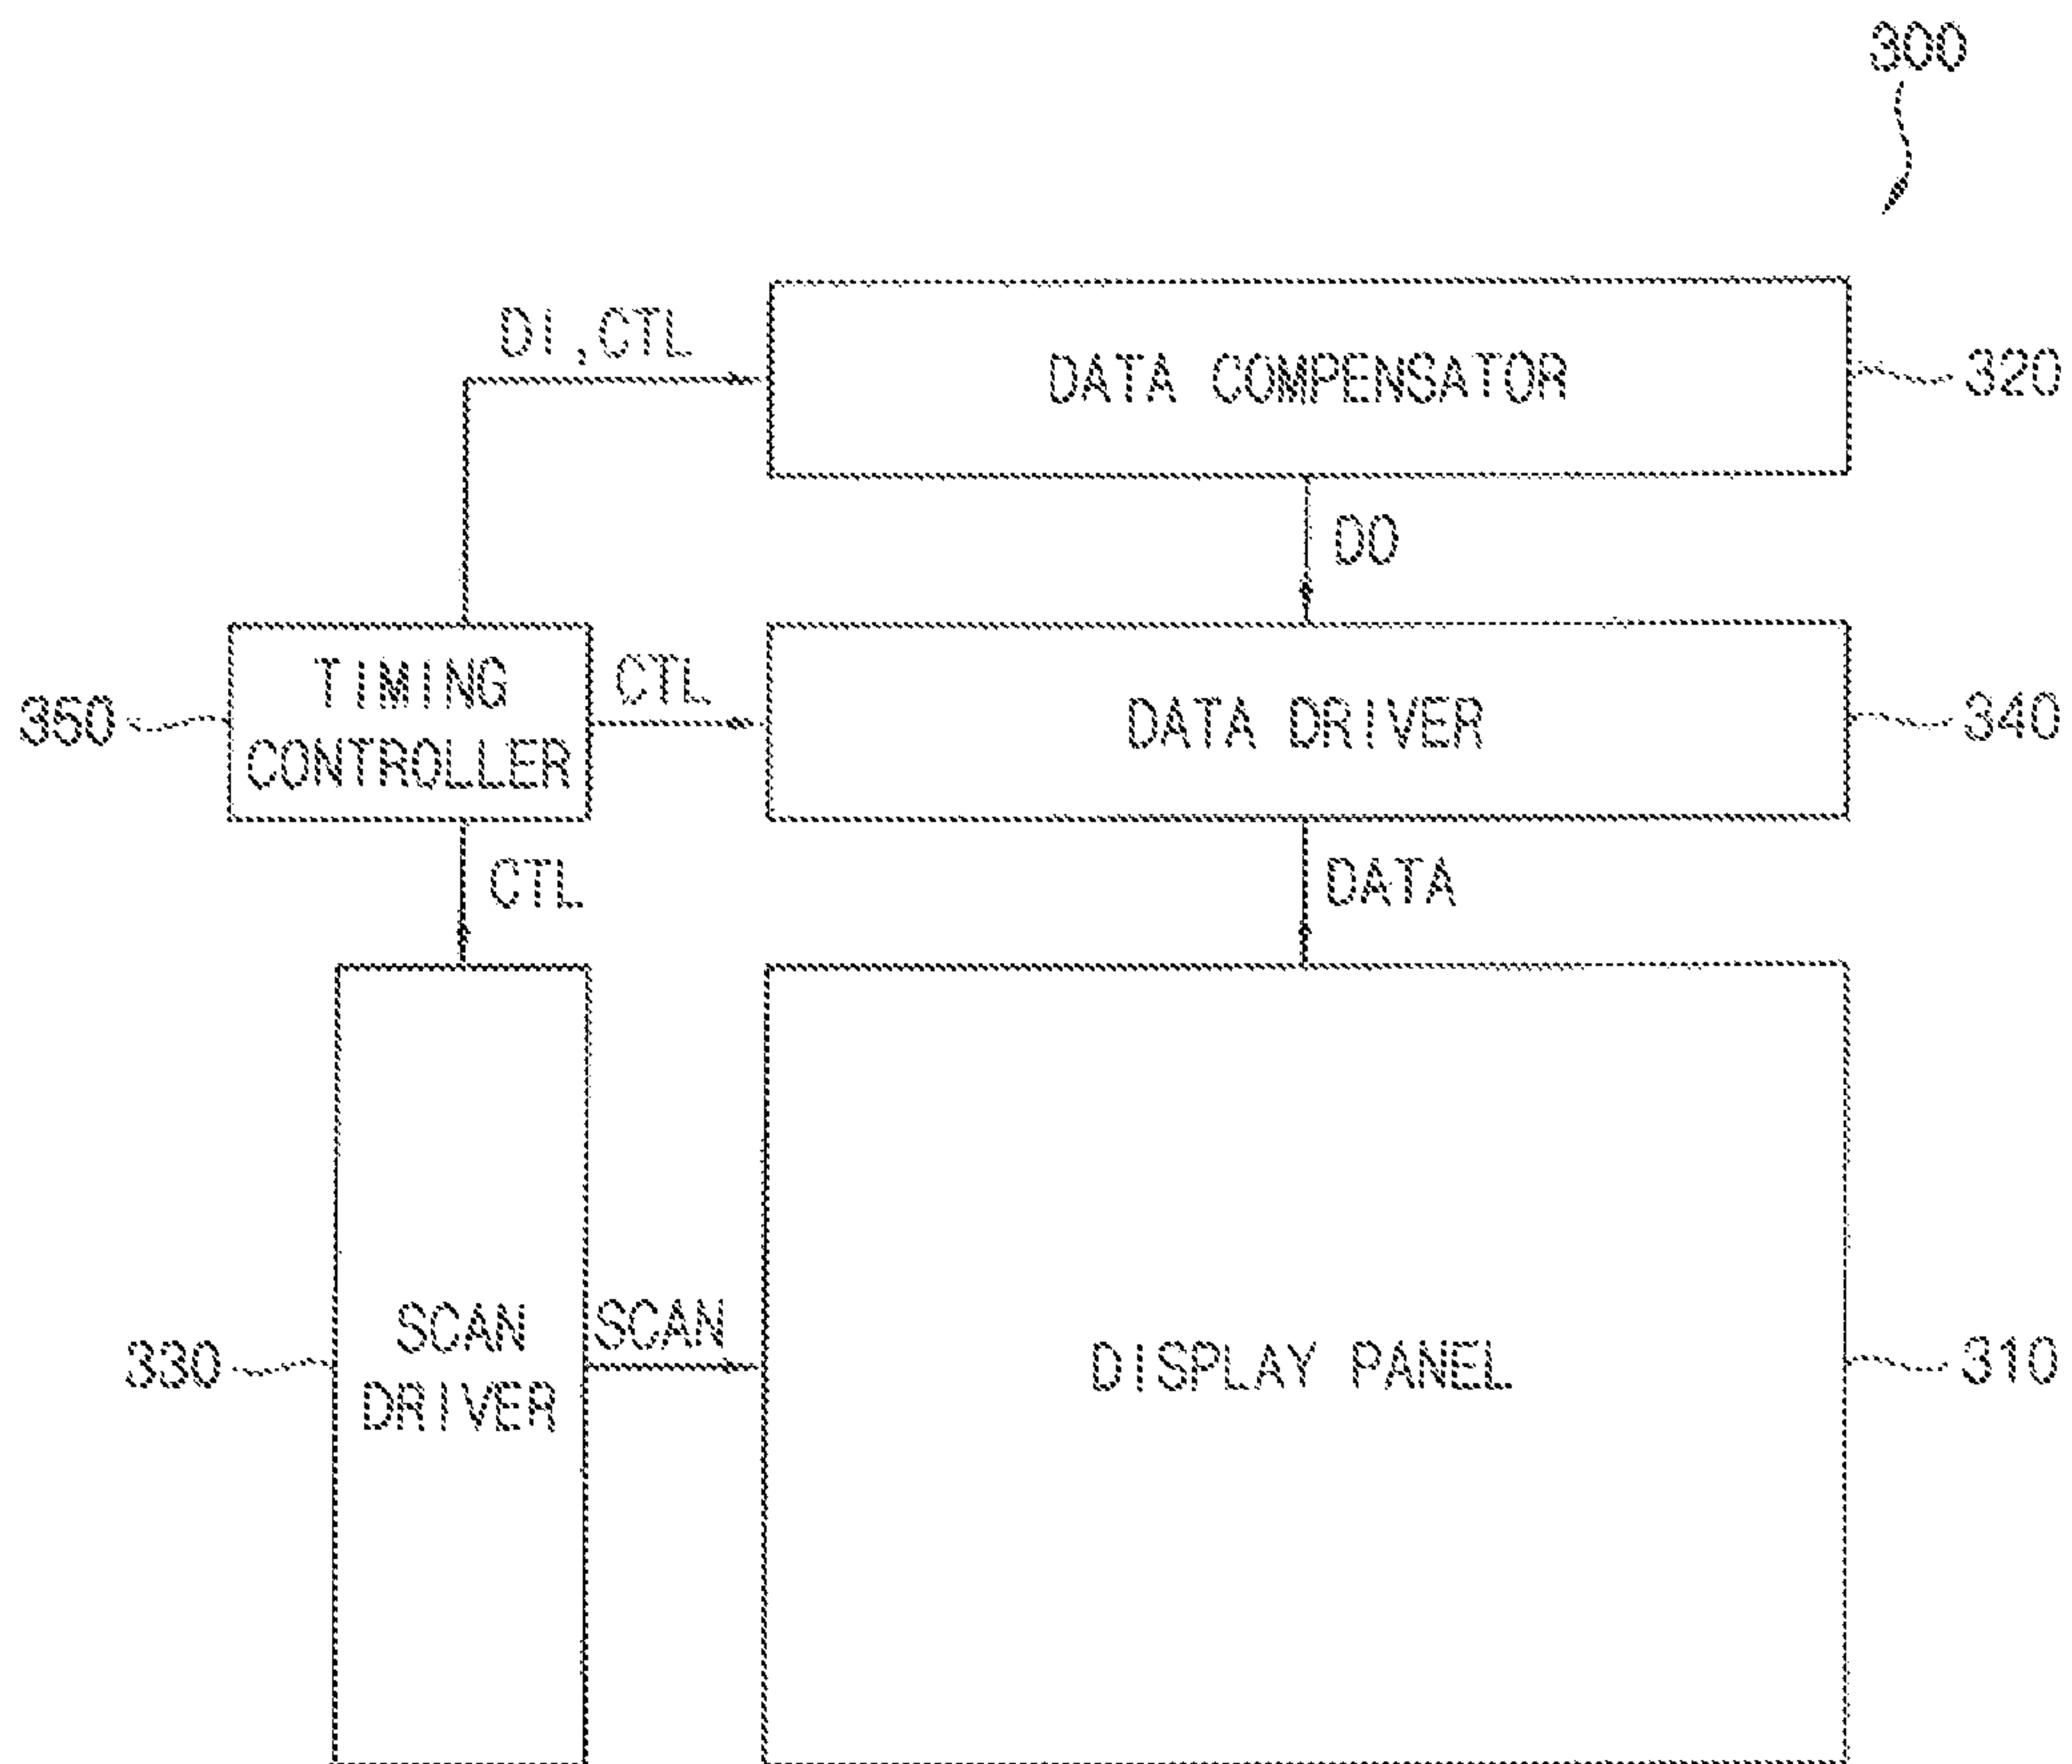 300
DI,CTL
DATA COMPENSATOR
320
DO
TIMING
CONTROLLER
350
CTL
DATA DRIVER
340
CTL
DATA
SCAN
DRIVER
330
SCAN
DISPLAY PANEL
310